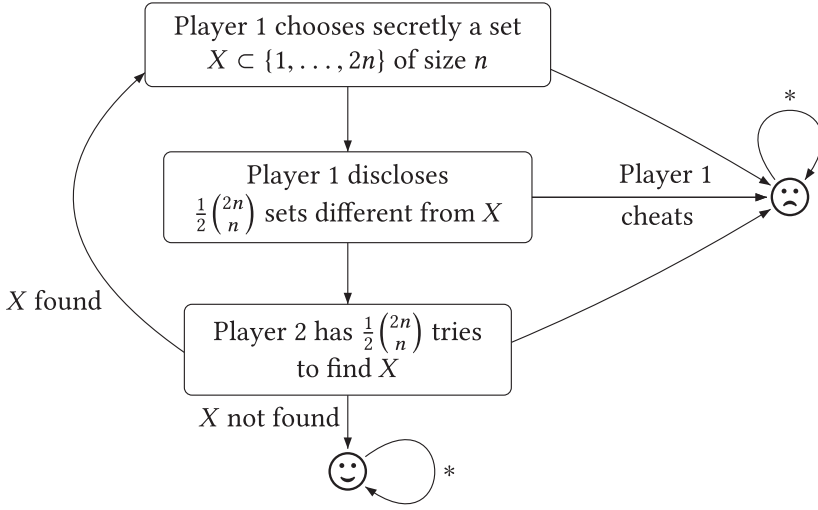 Player 1 chooses secretly a set
X ⊂ {1, . . . , 2n} of size n
*
Player 1 discloses
½(2n n) sets different from X
Player 1
cheats
X found
Player 2 has ½(2n n) tries
to find X
X not found
*